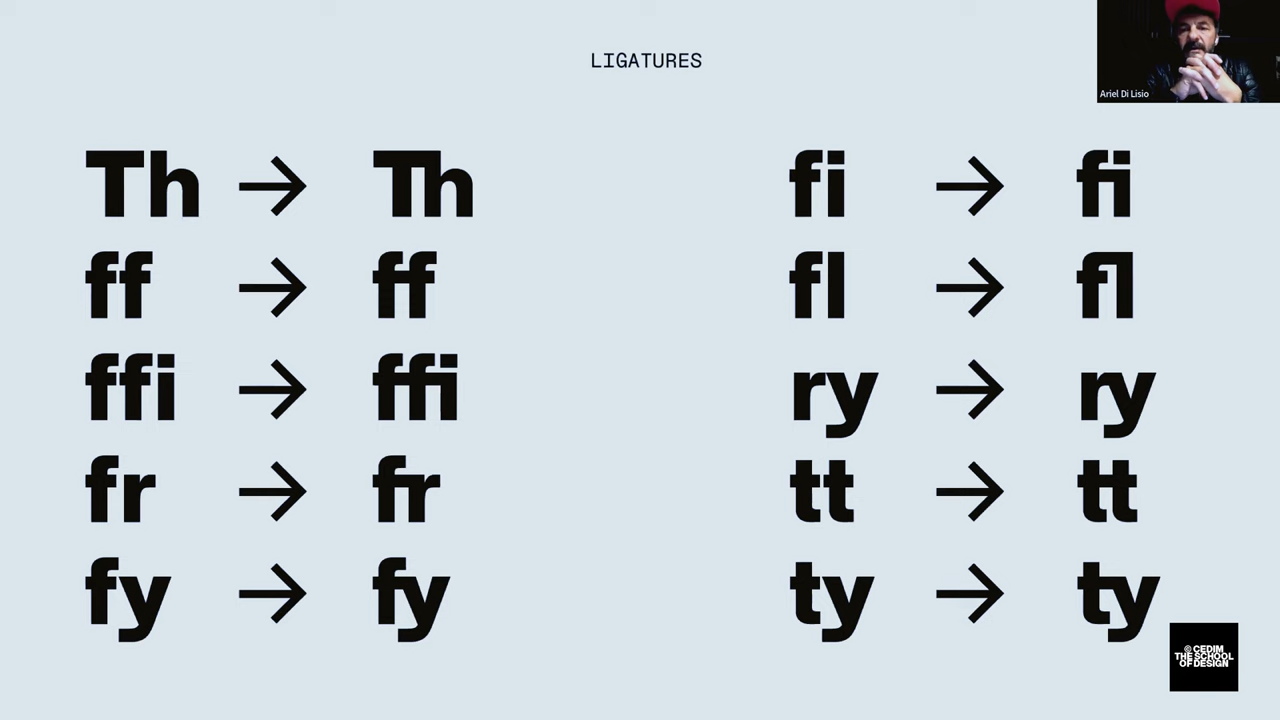 LIGATURES
Ariel Di Lisio
Th → Th
ff → ff
ffi → ffi
fr → fr
fy → fy
fi → fi
fl → fl
ry → ry
tt → tt
ty → ty
@ CEDIM
THE SCHOOL
OF DESIGN